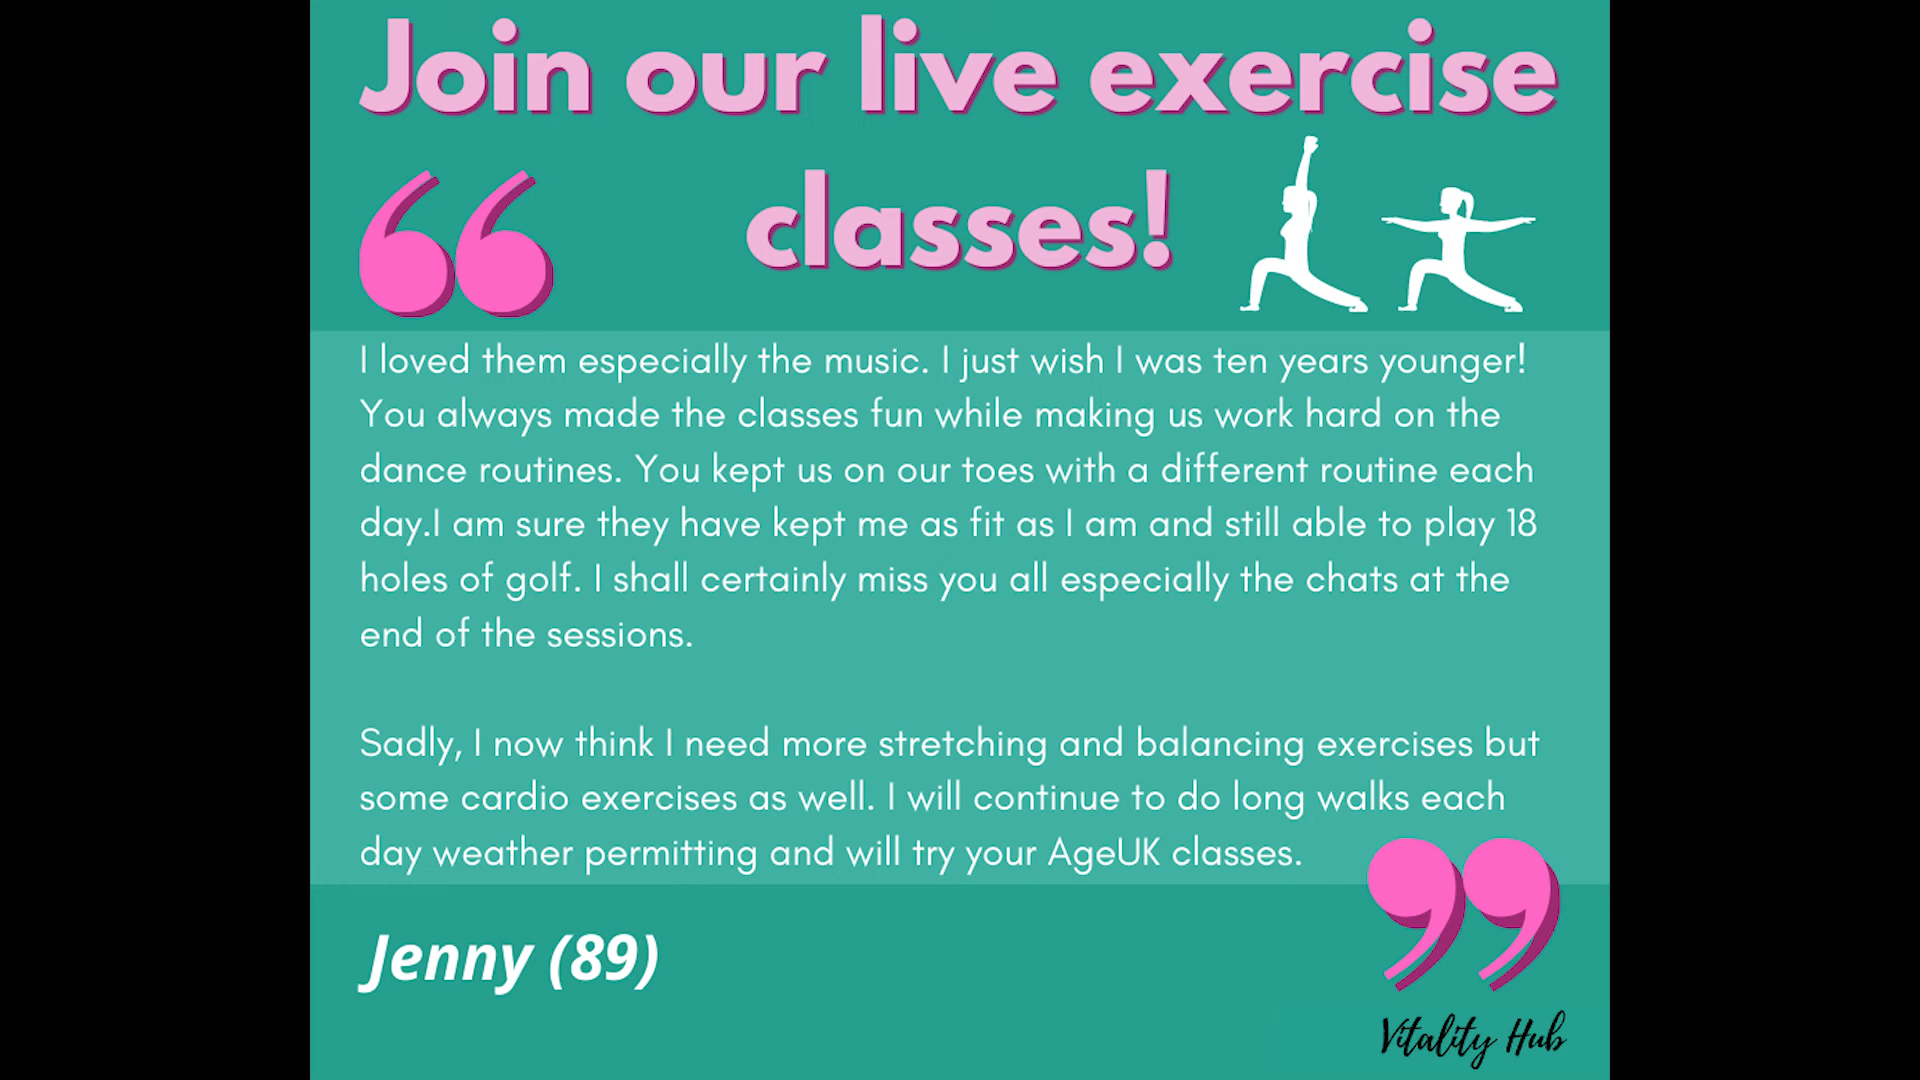 Join our live exercise
classes!
I loved them especially the music. I just wish I was ten years younger!
You always made the classes fun while making us work hard on the
dance routines. You kept us on our toes with a different routine each
day.I am sure they have kept me as fit as I am and still able to play 18
holes of golf. I shall certainly miss you all especially the chats at the
end of the sessions.
Sadly, I now think I need more stretching and balancing exercises but
some cardio exercises as well. I will continue to do long walks each
day weather permitting and will try your AgeUK classes.
Jenny (89)
Vitality Hub